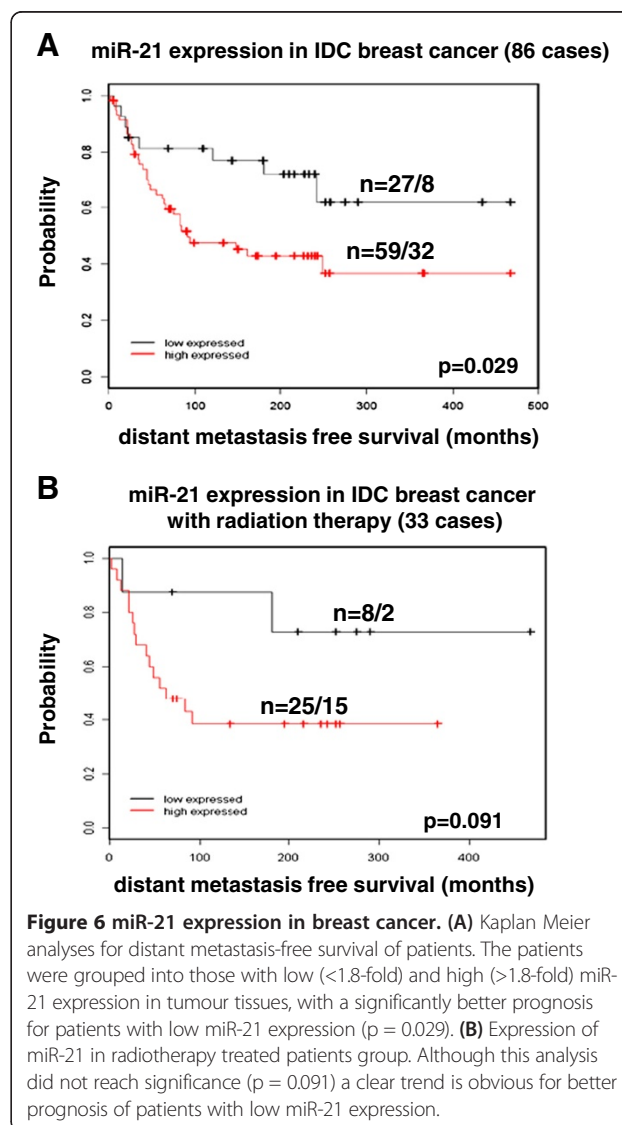 A
miR-21 expression in IDC breast cancer (86 cases)
1.0
0.8
0.6
0.4
0.2
0.0
Probability
n=27/8
n=59/32
low expressed
high expressed
p=0.029
0 100 200 300 400 500
distant metastasis free survival (months)
B
miR-21 expression in IDC breast cancer
with radiation therapy (33 cases)
1.0
0.8
0.6
0.4
0.2
0.0
Probability
n=8/2
n=25/15
low expressed
high expressed
p=0.091
0 100 200 300 400
distant metastasis free survival (months)
Figure 6 miR-21 expression in breast cancer. (A) Kaplan Meier
analyses for distant metastasis-free survival of patients. The patients
were grouped into those with low (<1.8-fold) and high (>1.8-fold) miR-
21 expression in tumour tissues, with a significantly better prognosis
for patients with low miR-21 expression (p = 0.029). (B) Expression of
miR-21 in radiotherapy treated patients group. Although this analysis
did not reach significance (p = 0.091) a clear trend is obvious for better
prognosis of patients with low miR-21 expression.